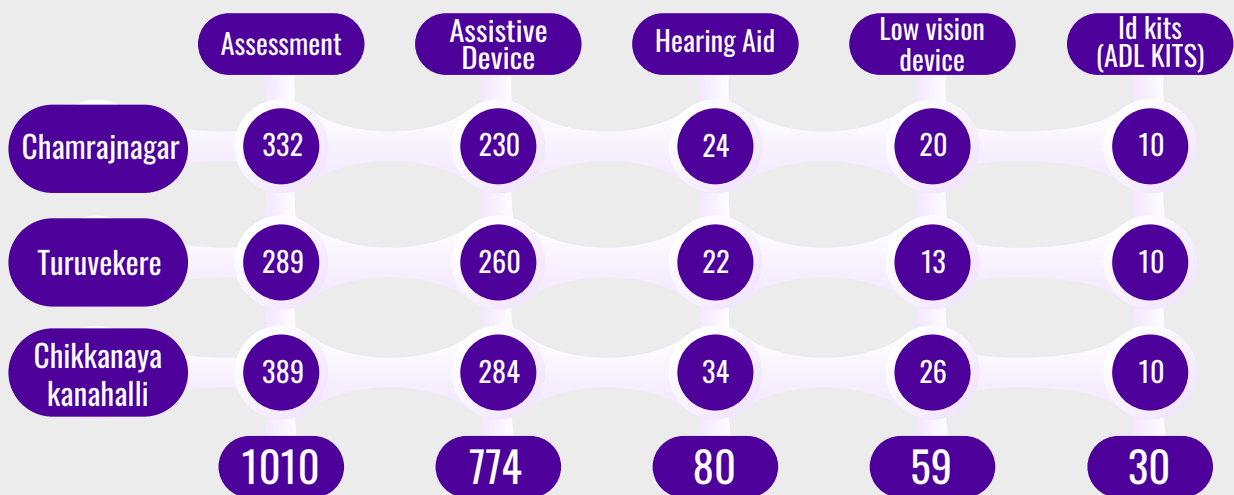 Assessment
Assistive
Device
Hearing Aid
Low vision
device
Id kits
(ADL KITS)
Chamrajnagar 332 230 24 20 10
Turuvekere 289 260 22 13 10
Chikkanaya
kanahalli
389 284 34 26 10
1010 774 80 59 30